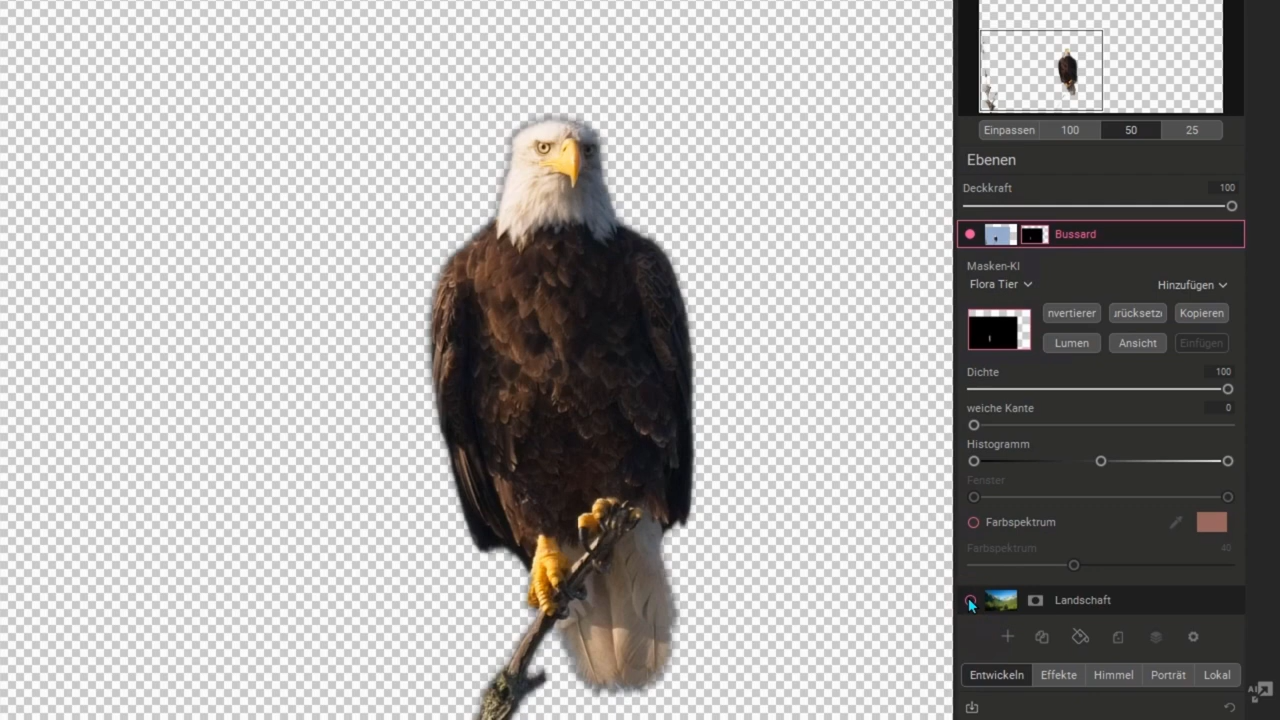 Einpassen 100 50 25
Ebenen
Deckkraft 100
Bussard
Masken-KI
Flora Tier Hinzufügen
nvertierer ırücksetzı Kopieren
Lumen Ansicht Einfügen
Dichte 100
weiche Kante 0
Histogramm
Fenster
Farbspektrum
Farbspektrum 40
Landschaft
Entwickeln Effekte Himmel Porträt Lokal
AI